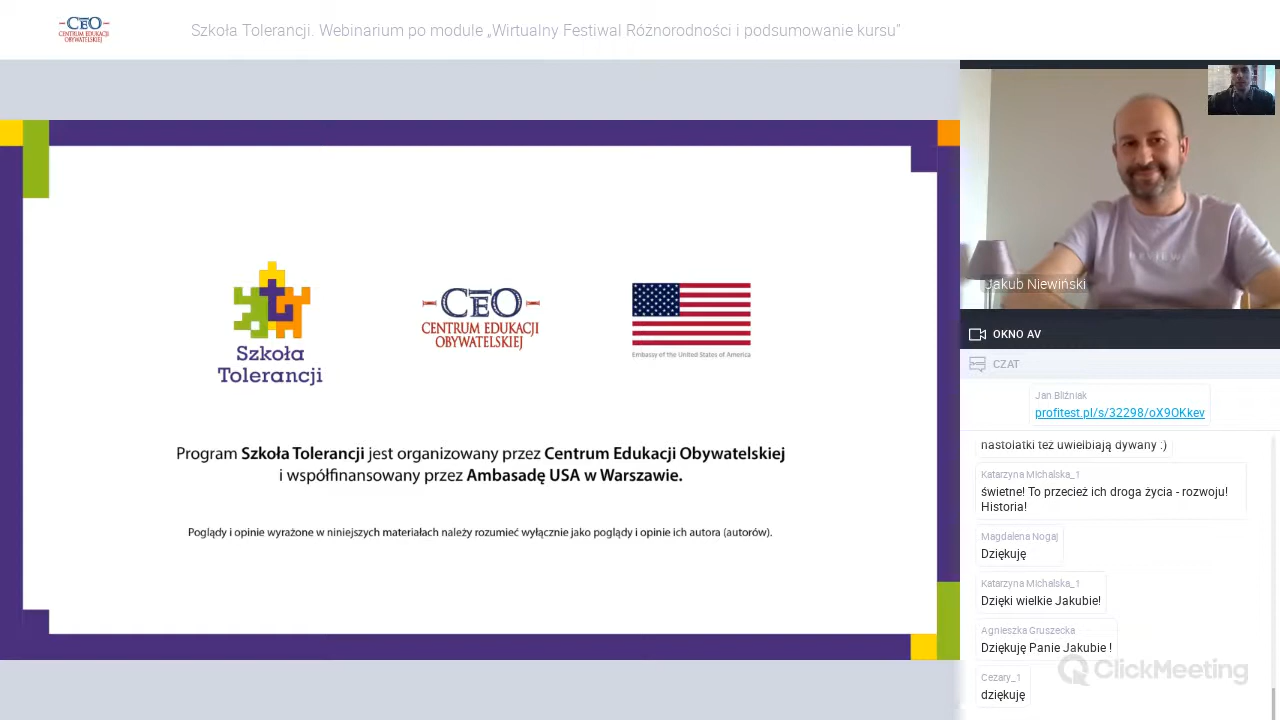 CEO
CENTRUM EDUKACJI
OBYWATELSKIEJ
Szkoła Tolerancji. Webinarium po module „Wirtualny Festiwal Różnorodności i podsumowanie kursu”
Szkoła
Tolerancji
CEO
CENTRUM EDUKACJI
OBYWATELSKIEJ
Embassy of the United States of America
Program Szkoła Tolerancji jest organizowany przez Centrum Edukacji Obywatelskiej
i współfinansowany przez Ambasadę USA w Warszawie.
Poglądy i opinie wyrażone w niniejszych materiałach należy rozumieć wyłącznie jako poglądy i opinie ich autora (autorów).
Jakub Niewiński
OKNO AV
CZAT
Jan Bliźniak
profitest.pl/s/32298/oX9OKkev
nastolatki też uwielbiają dywany :)
Katarzyna Michalska_1
świetne! To przecież ich droga życia - rozwoju!
Historia!
Magdalena Nogaj
Dziękuję
Katarzyna Michalska_1
Dzięki wielkie Jakubie!
Agnieszka Gruszecka
Dziękuję Panie Jakubie !
ClickMeeting
Cezary_1
dziękuję